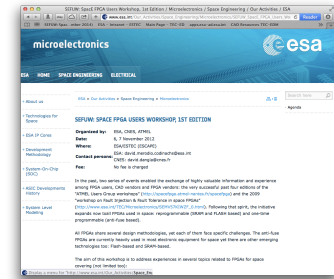 SEFUW: SpacE FPGA Users Workshop, 1st Edition / Microelectronics / Space Engineering / Our Activities / ESA
Reader
microelectronics
esa
ESA HOME SPACE ENGINEERING ELECTRICAL
› About us
› Technologies for Space
› ESA IP Cores
› Development Methodology
› System-On-Chip (SOC)
› ASIC Developments History
› System Level Modeling
ESA › Our Activities › Space Engineering › Microelectronics
Search here
Agenda
SEFUW: SPACE FPGA USERS WORKSHOP, 1ST EDITION
Organised by: ESA, CNES, ATMEL
Date: 6, 7 November 2012
Where: ESA/ESTEC (ESCAPE)
Contact persons: ESA: david.merodio.codinachs@esa.int
CNES: david.dangla@cnes.fr
Fee: No fee is charged
In the past, two series of events enabled the exchange of highly valuable information and experience
among FPGA users, CAD vendors and FPGA vendors: the very successful past four editions of the
"ATMEL Users Group workshops" and the 2009
"workshop on Fault Injection & Fault Tolerance in space FPGAs"
Following that spirit, the initiative
expands now to all FPGAs used in space: reprogrammable (SRAM and FLASH based) and one-time
programmable (anti-fuse based).
All FPGAs share several design methodologies, yet each of them face specific challenges. The anti-fuse
FPGAs are currently heavily used in most electronic equipment for space yet there are other emerging
technologies too: Flash-based and SRAM-based.
The aim of this workshop is to address experiences in several topics related to FPGAs for space
covering (not limited too):